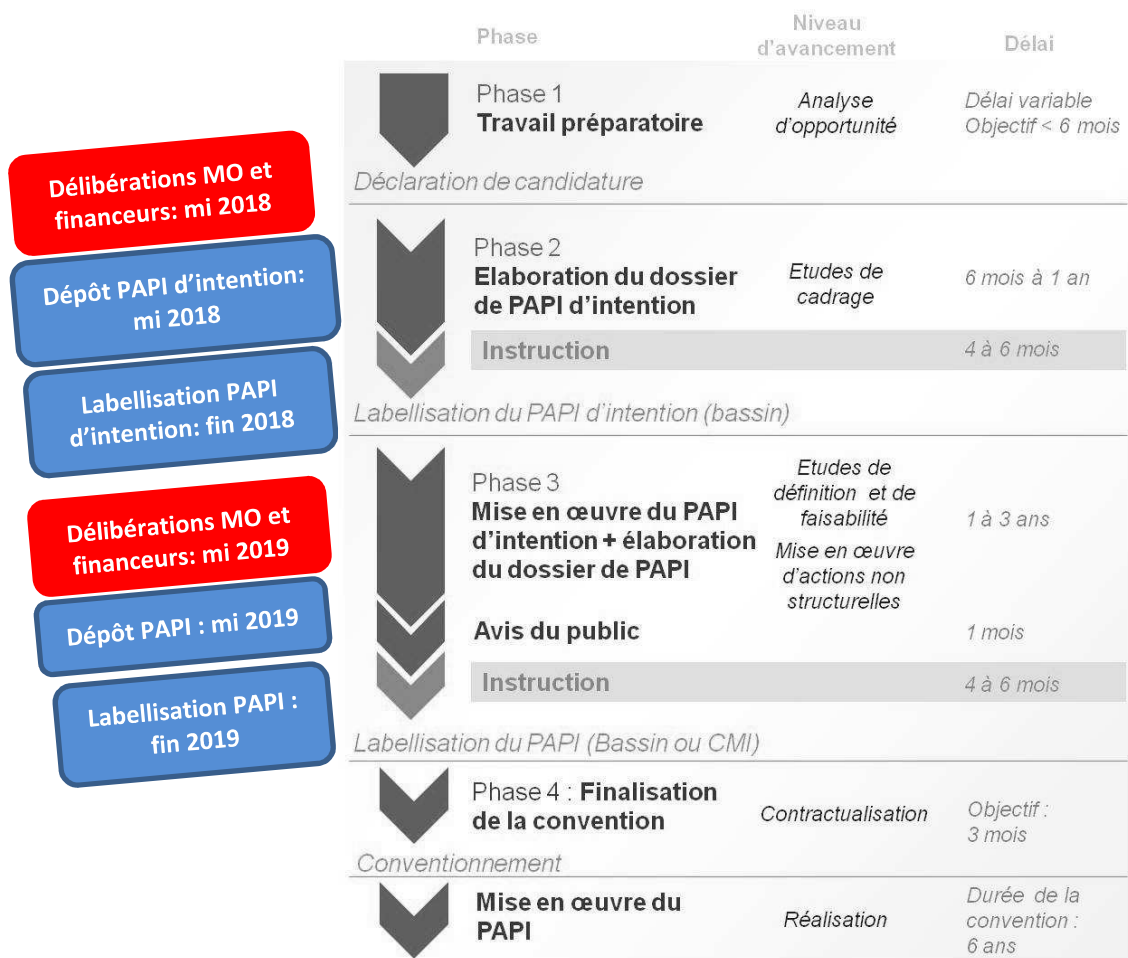 Phase
Niveau
d'avancement
Délai
Phase 1
Travail préparatoire
Analyse
d'opportunité
Délai variable
Objectif < 6 mois
Déclaration de candidature
Délibérations MO et
financeurs: mi 2018
Dépôt PAPI d'intention:
mi 2018
Labellisation PAPI
d'intention: fin 2018
Phase 2
Elaboration du dossier
de PAPI d'intention
Etudes de
cadrage
6 mois à 1 an
Instruction
4 à 6 mois
Labellisation du PAPI d'intention (bassin)
Délibérations MO et
financeurs: mi 2019
Dépôt PAPI : mi 2019
Labellisation PAPI :
fin 2019
Phase 3
Mise en œuvre du PAPI
d'intention + élaboration
du dossier de PAPI
Etudes de
définition et de
faisabilité
Mise en œuvre
d'actions non
structurelles
1 à 3 ans
Avis du public
1 mois
Instruction
4 à 6 mois
Labellisation du PAPI (Bassin ou CMI)
Phase 4 : Finalisation
de la convention
Contractualisation
Objectif :
3 mois
Conventionnement
Mise en œuvre du
PAPI
Réalisation
Durée de la
convention :
6 ans